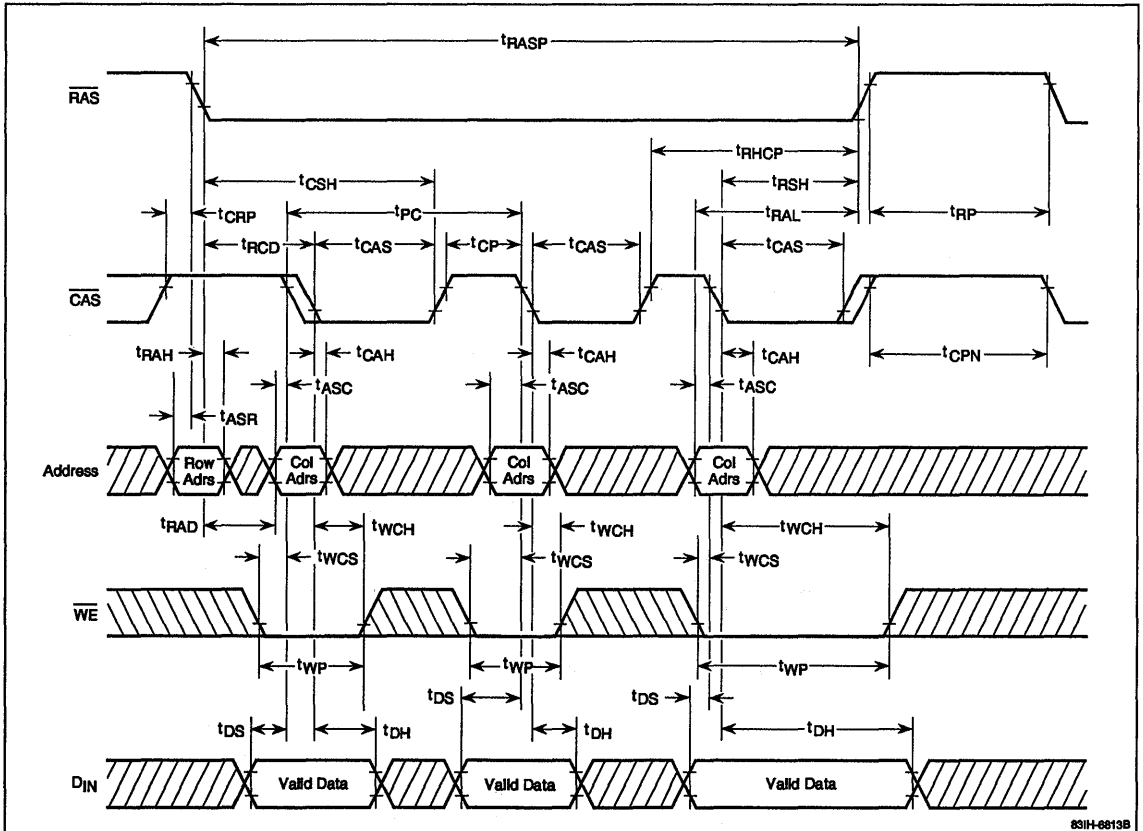 tRASP
RAS
tRHCP
tCSH
tRSH
tCRP
tPC
tRAL
tRP
tRCD
tCAS
tCP
tCAS
tCAS
CAS
tRAH
tCAH
tCAH
tCAH
tCPN
tASC
tASC
tASC
tASR
Address
Row Adrs
Col Adrs
Col Adrs
Col Adrs
tRAD
tWCH
tWCH
tWCH
tWCS
tWCS
tWCS
WE
tWP
tWP
tWP
tDS
tDS
tDS
tDH
tDH
tDH
DIN
Valid Data
Valid Data
Valid Data
83IH-6813B